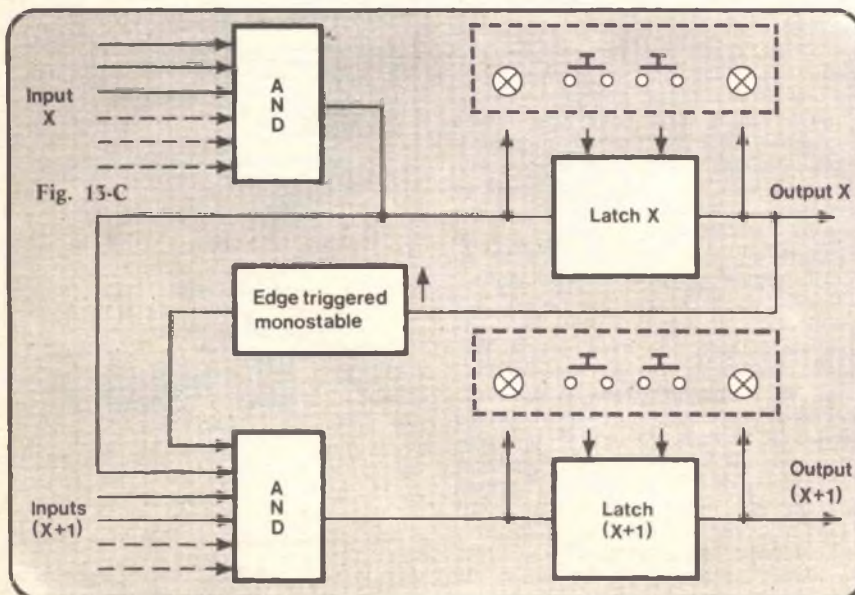 Input
X
A
N
D
Fig. 13-C
Latch X
Output X
Edge triggered
monostable
Inputs
(X+1)
A
N
D
Latch
(X+1)
Output
(X+1)